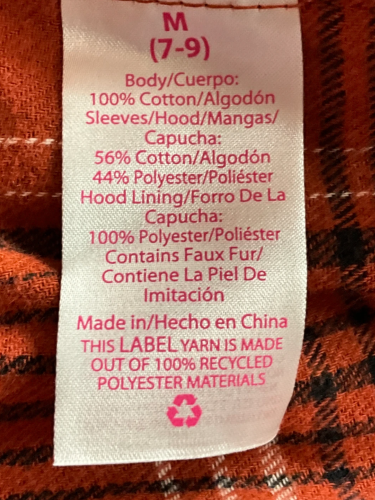 M
(7-9)
Body/Cuerpo:
100% Cotton/Algodón
Sleeves/Hood/Mangas/
Capucha:
56% Cotton/Algodón
44% Polyester/Poliéster
Hood Lining/Forro De La
Capucha:
100% Polyester/Poliéster
Contains Faux Fur/
Contiene La Piel De
Imitación
Made in/Hecho en China
THIS LABEL YARN IS MADE
OUT OF 100% RECYCLED
POLYESTER MATERIALS